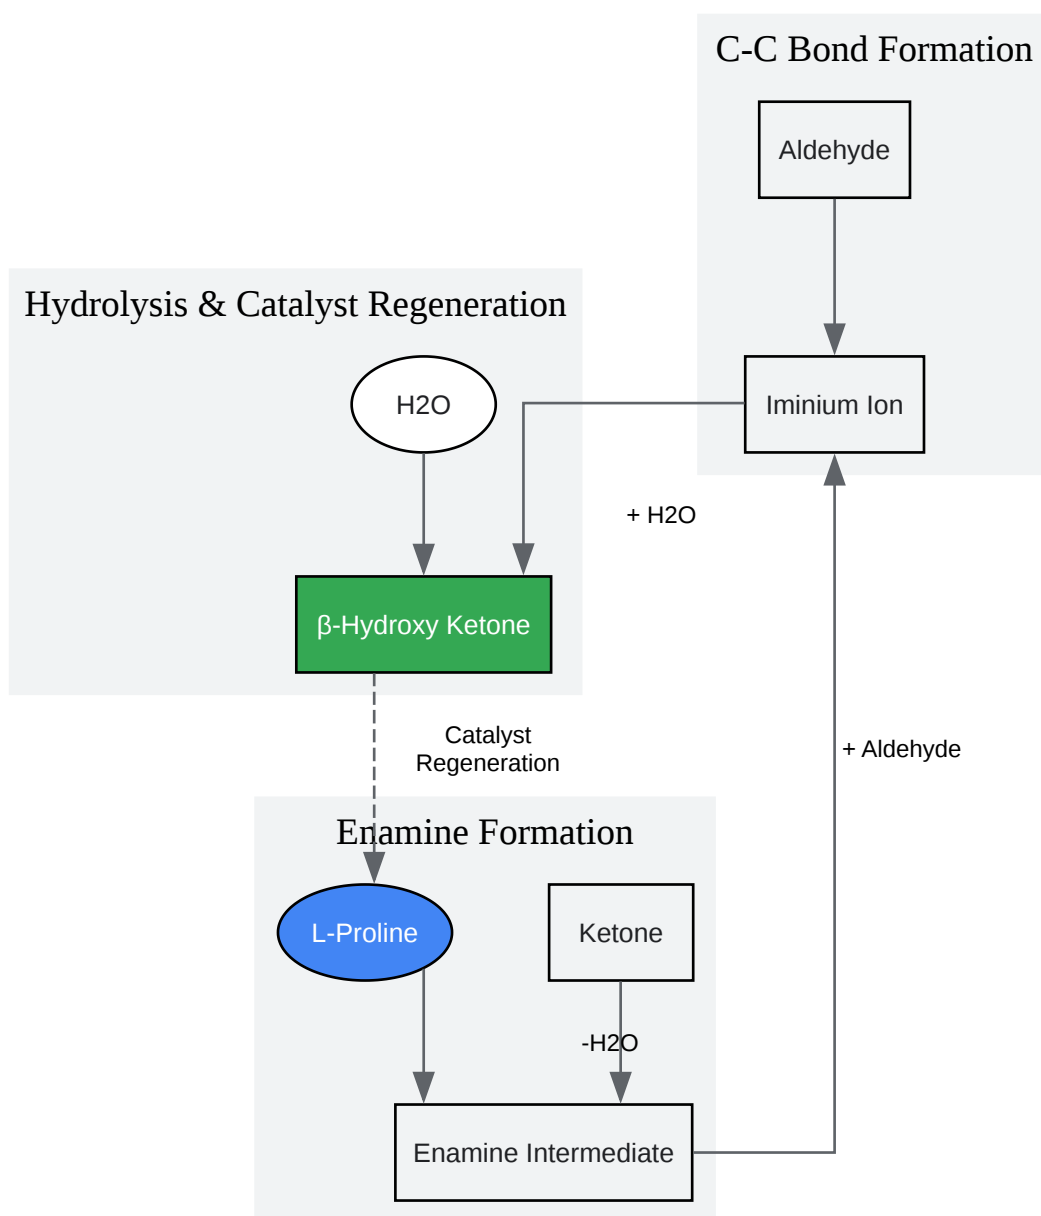 C-C Bond Formation
Aldehyde
Hydrolysis & Catalyst Regeneration
H2O
Iminium Ion
+ H2O
β-Hydroxy Ketone
Catalyst
Regeneration
+ Aldehyde
Enamine Formation
L-Proline
Ketone
-H2O
Enamine Intermediate